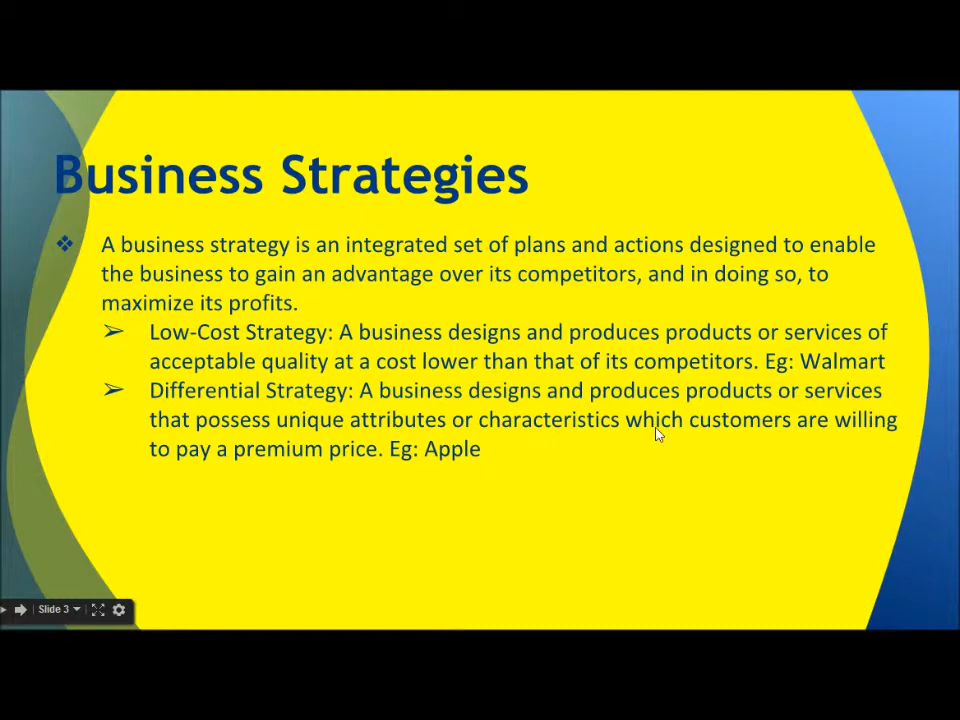 Business Strategies
❖ A business strategy is an integrated set of plans and actions designed to enable
the business to gain an advantage over its competitors, and in doing so, to
maximize its profits.
➢ Low-Cost Strategy: A business designs and produces products or services of
acceptable quality at a cost lower than that of its competitors. Eg: Walmart
➢ Differential Strategy: A business designs and produces products or services
that possess unique attributes or characteristics which customers are willing
to pay a premium price. Eg: Apple
Slide 3